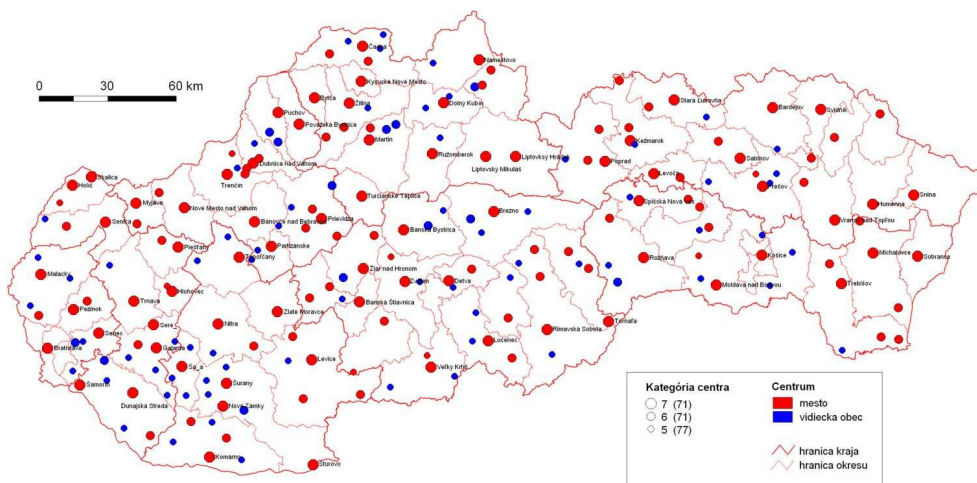 Čadca
Námestovo
0 30 60 km
Kysucké Nové Mesto
Bytča
Žilina
Dolný Kubín
Stará Ľubovňa
Bardejov
Svidník
Púchov
Považská Bystrica
Martin
Kežmarok
Ružomberok
Liptovský Hrádok
Liptovský Mikuláš
Poprad
Sabinov
Dubnica nad Váhom
Trenčín
Levoča
Prešov
Skalica
Holíč
Turčianske Teplice
Spišská Nová Ves
Humenné
Snina
Myjava
Nové Mesto nad Váhom
Bánovce nad Bebravou
Prievidza
Brezno
Vranov nad Topľou
Senica
Banská Bystrica
Piešťany
Partizánske
Topoľčany
Rožňava
Košice
Michalovce
Sobrance
Malacky
Žiar nad Hronom
Zvolen
Detva
Moldava nad Bodvou
Trebišov
Hlohovec
Trnava
Banská Štiavnica
Pezinok
Zlaté Moravce
Nitra
Tornaľa
Sereď
Senec
Rimavská Sobota
Bratislava
Galanta
Lučenec
Levice
Šaľa
Veľký Krtíš
Šamorín
Dunajská Streda
Šurany
Nové Zámky
Komárno
Štúrovo
Kategória centra
7 (71)
6 (71)
5 (77)
Centrum
mesto
vidiecka obec
hranica kraja
hranica okresu